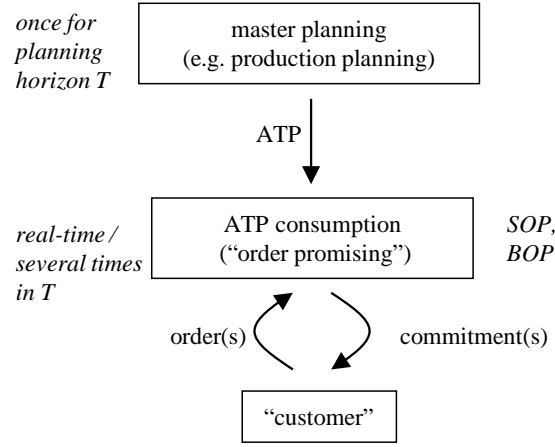 once for
planning
horizon T
master planning
(e.g. production planning)
ATP
real-time /
several times
in T
ATP consumption
(“order promising”)
SOP,
BOP
order(s)
commitment(s)
“customer”